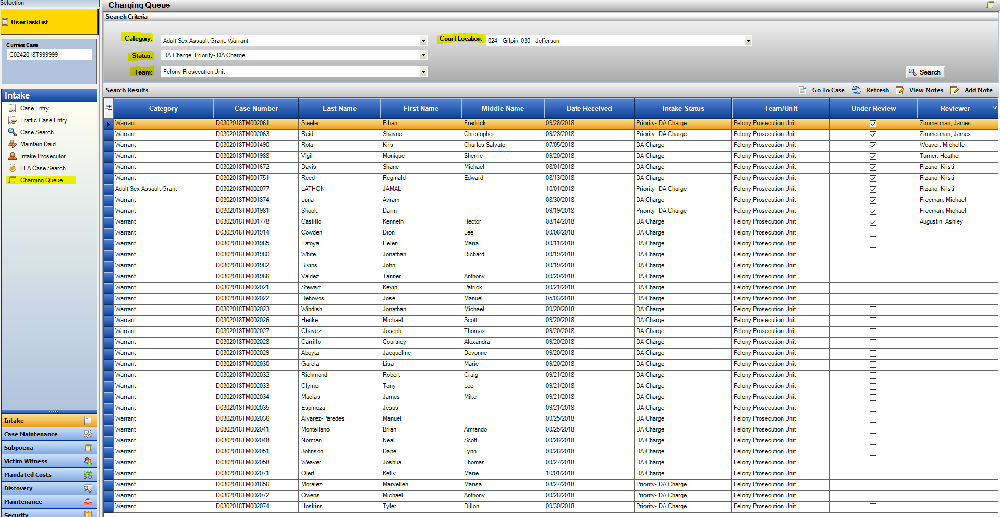 Selection
UserTaskList
Current Case
C0242018T999999
Intake
Case Entry
Traffic Case Entry
Case Search
Maintain Daid
Intake Prosecutor
LEA Case Search
Charging Queue
Intake
Case Maintenance
Subpoena
Victim Witness
Mandated Costs
Discovery
Maintenance
Security
Charging Queue
Search Criteria
Category: Adult Sex Assault Grant, Warrant Court Location: 024 - Gilpin, 030 - Jefferson
Status: DA Charge, Priority- DA Charge
Team: Felony Prosecution Unit Search
Search Results Go To Case Refresh View Notes Add Note
Category Case Number Last Name First Name Middle Name Date Received Intake Status Team/Unit Under Review Reviewer
Warrant D0302018TM002061 Steele Ethan Fredrick 09/28/2018 Priority- DA Charge Felony Prosecution Unit Zimmerman, James
Warrant D0302018TM002063 Reid Shayne Christopher 09/28/2018 Priority- DA Charge Felony Prosecution Unit Zimmerman, James
Warrant D0302018TM001490 Rota Kris Charles Salvato 07/05/2018 DA Charge Felony Prosecution Unit Weaver, Michelle
Warrant D0302018TM001988 Vigil Monique Sherrie 09/20/2018 DA Charge Felony Prosecution Unit Turner, Heather
Warrant D0302018TM001672 Davis Shane Michael 08/01/2018 DA Charge Felony Prosecution Unit Pizano, Kristi
Warrant D0302018TM001751 Reed Reginald Edward 08/13/2018 DA Charge Felony Prosecution Unit Pizano, Kristi
Adult Sex Assault Grant D0302018TM002077 LATHON JAMAL 10/01/2018 Priority- DA Charge Felony Prosecution Unit Pizano, Kristi
Warrant D0302018TM001874 Luna Avram 08/30/2018 DA Charge Felony Prosecution Unit Freeman, Michael
Warrant D0302018TM001981 Shook Darin 09/19/2018 Priority- DA Charge Felony Prosecution Unit Freeman, Michael
Warrant D0302018TM001778 Castillo Kenneth Hector 08/14/2018 DA Charge Felony Prosecution Unit Augustin, Ashley
Warrant D0302018TM001914 Cowden Dion Lee 09/06/2018 DA Charge Felony Prosecution Unit
Warrant D0302018TM001965 Tafoya Helen Maria 09/11/2018 DA Charge Felony Prosecution Unit
Warrant D0302018TM001980 White Jonathan Richard 09/19/2018 DA Charge Felony Prosecution Unit
Warrant D0302018TM001982 Bivins John 09/19/2018 DA Charge Felony Prosecution Unit
Warrant D0302018TM001986 Valdez Tanner Anthony 09/20/2018 DA Charge Felony Prosecution Unit
Warrant D0302018TM002021 Stewart Kevin Patrick 09/21/2018 DA Charge Felony Prosecution Unit
Warrant D0302018TM002022 Dehoyos Jose Manuel 05/03/2018 DA Charge Felony Prosecution Unit
Warrant D0302018TM002023 Windish Jonathan Michael 09/20/2018 DA Charge Felony Prosecution Unit
Warrant D0302018TM002026 Henke Michael Scott 09/20/2018 DA Charge Felony Prosecution Unit
Warrant D0302018TM002027 Chavez Joseph Thomas 09/20/2018 DA Charge Felony Prosecution Unit
Warrant D0302018TM002028 Carrillo Courtney Alexandra 09/20/2018 DA Charge Felony Prosecution Unit
Warrant D0302018TM002029 Abeyta Jacqueline Devonne 09/20/2018 DA Charge Felony Prosecution Unit
Warrant D0302018TM002030 Garcia Lisa Marie 09/20/2018 DA Charge Felony Prosecution Unit
Warrant D0302018TM002032 Richmond Robert Craig 09/21/2018 DA Charge Felony Prosecution Unit
Warrant D0302018TM002033 Clymer Tony Lee 09/21/2018 DA Charge Felony Prosecution Unit
Warrant D0302018TM002034 Macias James Mike 09/21/2018 DA Charge Felony Prosecution Unit
Warrant D0302018TM002035 Espinoza Jesus 09/21/2018 DA Charge Felony Prosecution Unit
Warrant D0302018TM002036 Alvarez-Paredes Manuel 09/25/2018 DA Charge Felony Prosecution Unit
Warrant D0302018TM002041 Montellano Brian Armando 09/25/2018 DA Charge Felony Prosecution Unit
Warrant D0302018TM002048 Norman Neal Scott 09/26/2018 DA Charge Felony Prosecution Unit
Warrant D0302018TM002051 Johnson Dane Lynn 09/26/2018 DA Charge Felony Prosecution Unit
Warrant D0302018TM002058 Weaver Joshua Thomas 09/27/2018 DA Charge Felony Prosecution Unit
Warrant D0302018TM002071 Olert Kelly Marie 10/01/2018 DA Charge Felony Prosecution Unit
Warrant D0302018TM001856 Moralez Maryellen Marisa 08/27/2018 Priority- DA Charge Felony Prosecution Unit
Warrant D0302018TM002072 Owens Michael Anthony 09/28/2018 Priority- DA Charge Felony Prosecution Unit
Warrant D0302018TM002074 Hoskins Tyler Dillon 09/30/2018 Priority- DA Charge Felony Prosecution Unit